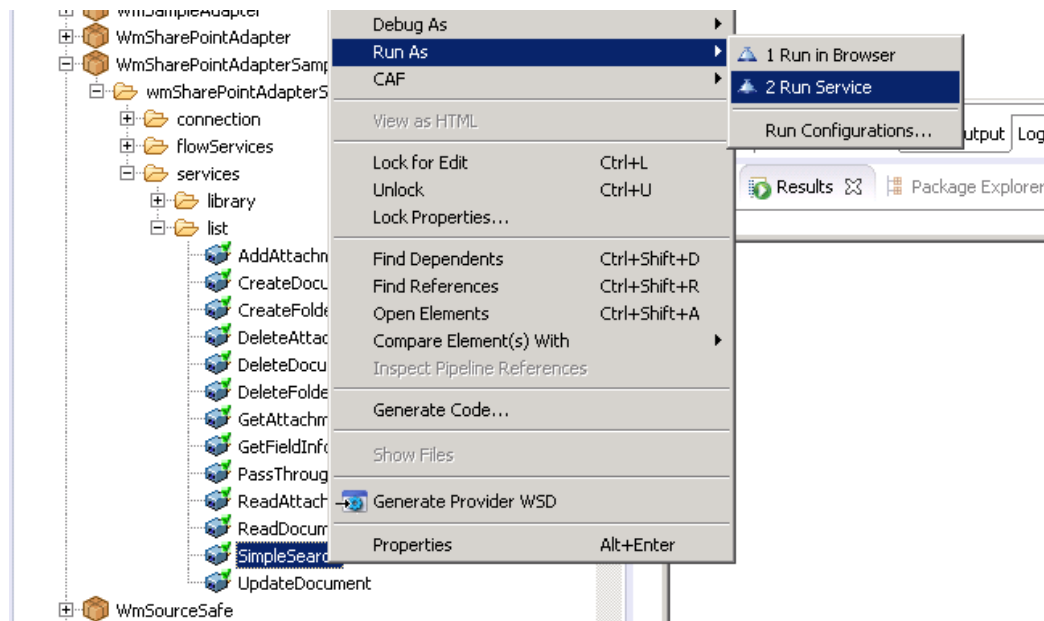 WmSampleAdapter
WmSharePointAdapter
WmSharePointAdapterSamp
wmSharePointAdapterS
connection
flowServices
services
library
list
AddAttachm
CreateDocu
CreateFolde
DeleteAttac
DeleteDocu
DeleteFolde
GetAttachm
GetFieldInfo
PassThroug
ReadAttach
ReadDocum
SimpleSearch
UpdateDocument
WmSourceSafe
Debug As
Run As
CAF
View as HTML
Lock for Edit Ctrl+L
Unlock Ctrl+U
Lock Properties...
Find Dependents Ctrl+Shift+D
Find References Ctrl+Shift+R
Open Elements Ctrl+Shift+A
Compare Element(s) With
Inspect Pipeline References
Generate Code...
Show Files
Generate Provider WSD
Properties Alt+Enter
1 Run in Browser
2 Run Service
Run Configurations...
utput Log
Results Package Explorer